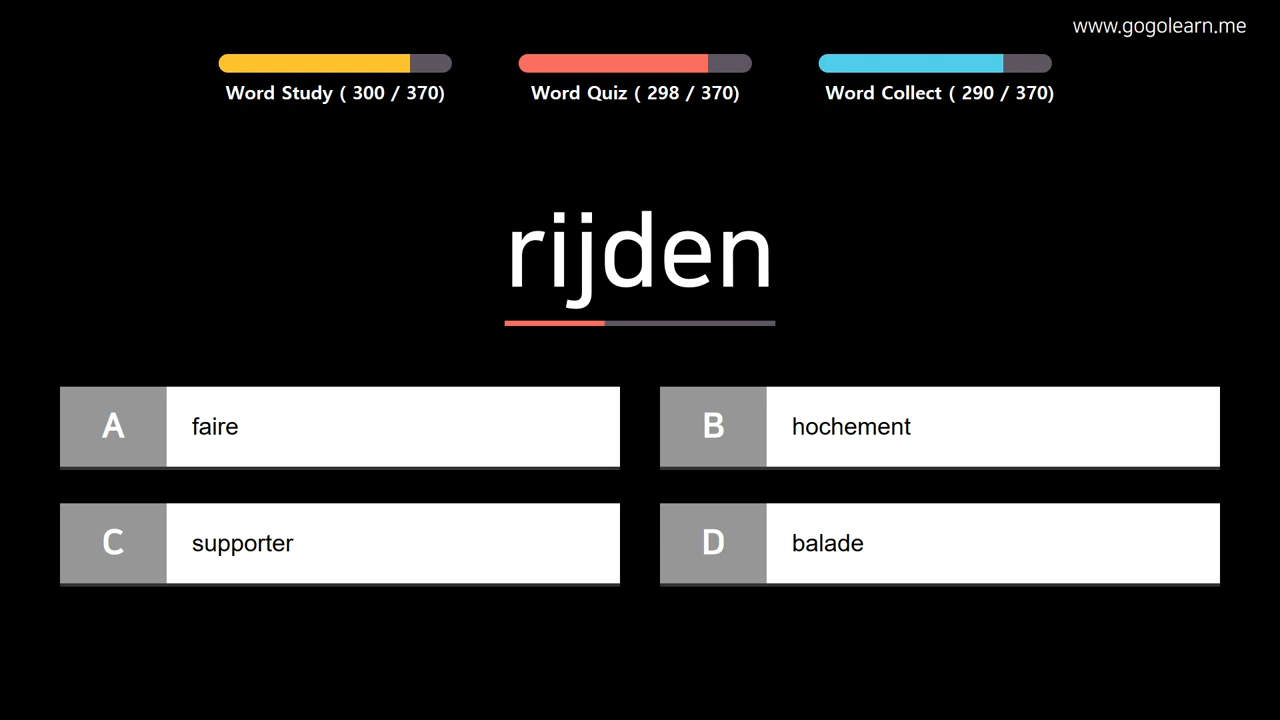 www.gogolearn.me
Word Study ( 300 / 370)
Word Quiz ( 298 / 370)
Word Collect ( 290 / 370)
rijden
A
faire
B
hochement
C
supporter
D
balade